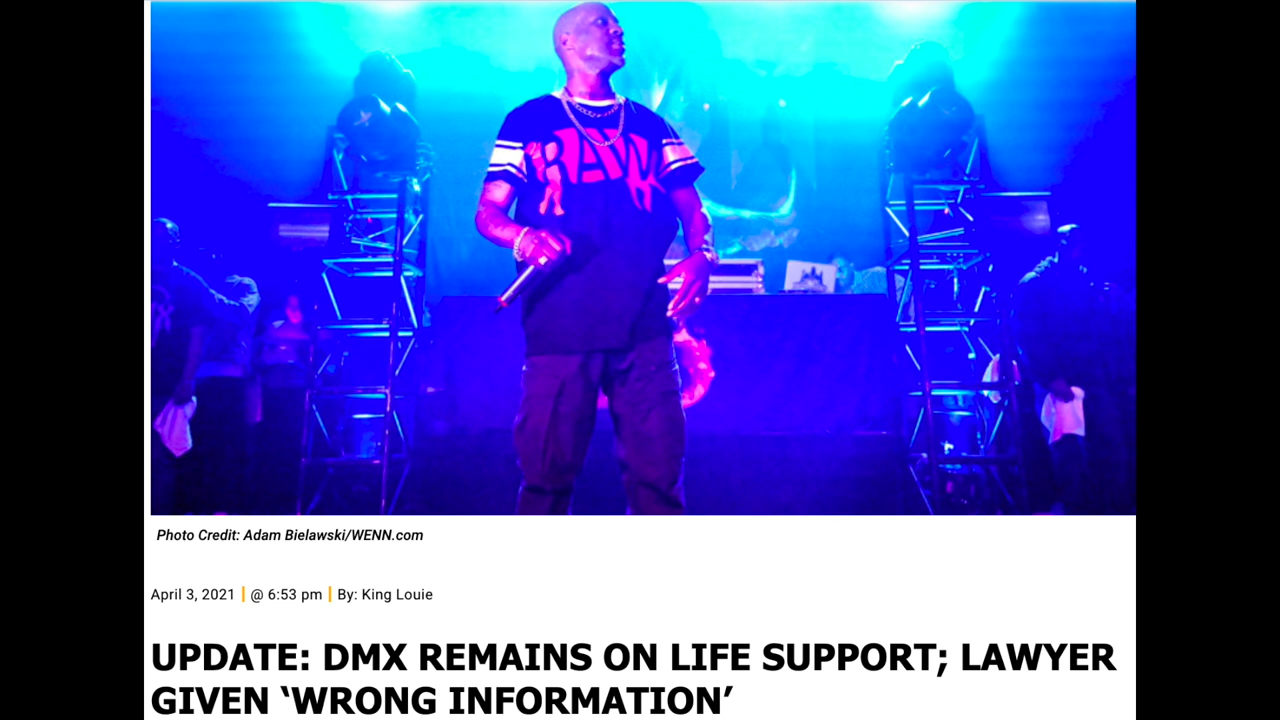 RAW
Photo Credit: Adam Bielawski/WENN.com
April 3, 2021 | @ 6:53 pm | By: King Louie
UPDATE: DMX REMAINS ON LIFE SUPPORT; LAWYER
GIVEN ‘WRONG INFORMATION’